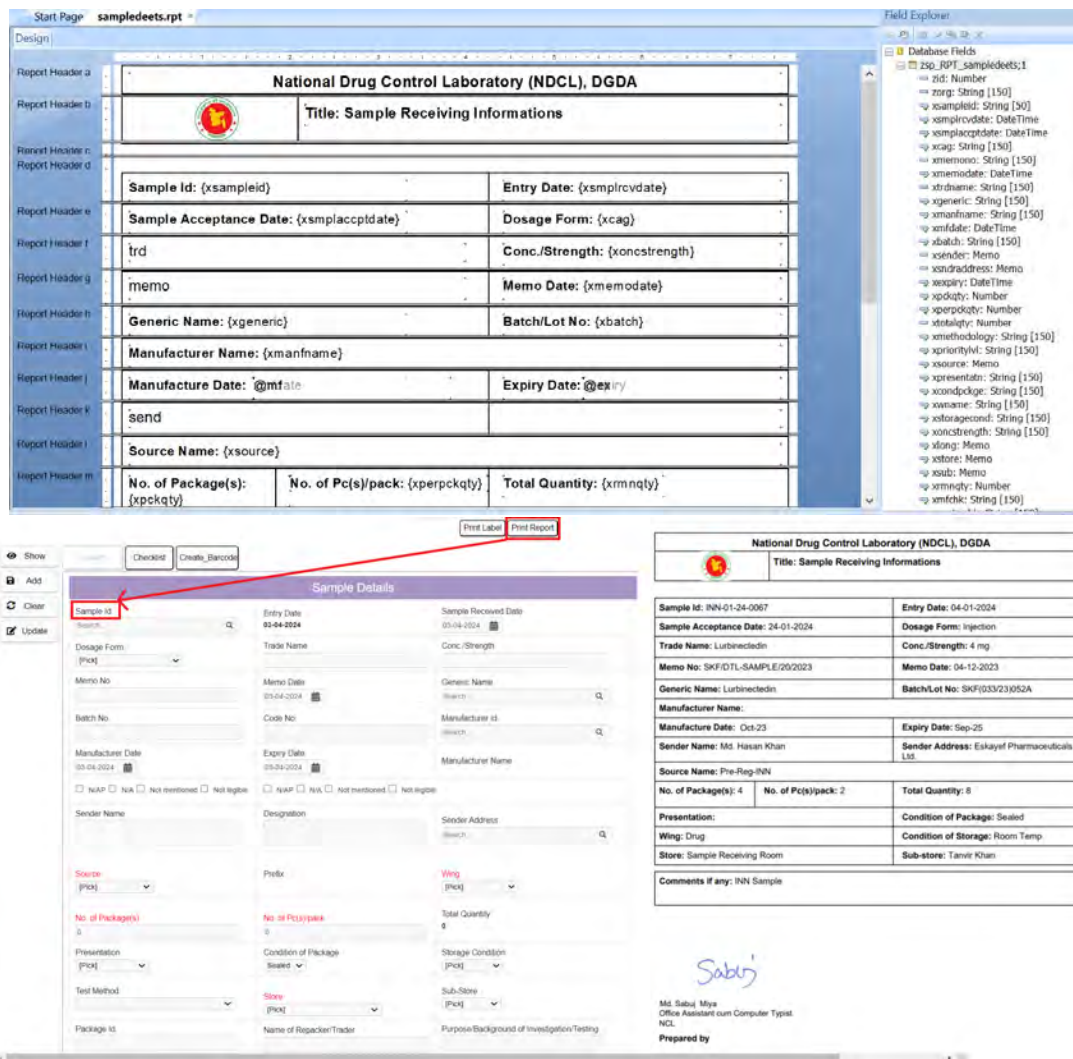 Start Page sampledeets.rpt ×
Design
Report Header a
National Drug Control Laboratory (NDCL), DGDA
Report Header b
Title: Sample Receiving Informations
Report Header c
Report Header d
Sample Id: {xsampleid} Entry Date: {xsmplrcvdate}
Report Header e
Sample Acceptance Date: {xsmplaccptdate} Dosage Form: {xcag}
Report Header f
trd Conc./Strength: {xoncstrength}
Report Header g
memo Memo Date: {xmemodate}
Report Header h
Generic Name: {xgeneric} Batch/Lot No: {xbatch}
Report Header i
Manufacturer Name: {xmanfname}
Report Header j
Manufacture Date: @mfate Expiry Date: @exiry
Report Header k
send
Report Header l
Source Name: {xsource}
Report Header m
No. of Package(s): {xpckqty} No. of Pc(s)/pack: {xperpckqty} Total Quantity: {xrmnqty}
Field Explorer
Database Fields
zsp_RPT_sampledeets;1
zid: Number
zorg: String [150]
xsampleid: String [50]
xsmplrcvdate: DateTime
xsmplaccptdate: DateTime
xcag: String [150]
xmemono: String [150]
xmemodate: DateTime
xtrdname: String [150]
xgeneric: String [150]
xmanfname: String [150]
xmfdate: DateTime
xbatch: String [150]
xsender: Memo
xsndraddress: Memo
xexpiry: DateTime
xpckqty: Number
xperpckqty: Number
xtotalqty: Number
xmethodology: String [150]
xprioritylvl: String [150]
xsource: Memo
xpresentatn: String [150]
xcondpckge: String [150]
xwname: String [150]
xstoragecond: String [150]
xoncstrength: String [150]
xlong: Memo
xstore: Memo
xsub: Memo
xrmnqty: Number
xmfchk: String [150]
Print Label Print Report
Show
Add
Clear
Update
Checklist Create_Barcode
Sample Details
Sample Id Entry Date Sample Received Date
Search... 03-04-2024 03-04-2024
Dosage Form Trade Name Conc./Strength
[Pick]
Memo No Memo Date Generic Name
03-04-2024 Search...
Batch No. Code No. Manufacturer Id.
Search...
Manufacturer Date Expiry Date Manufacturer Name
03-04-2024 03-04-2024
N/AP N/A Not mentioned Not legible N/AP N/A Not mentioned Not legible
Sender Name Designation Sender Address
Search...
Source Prefix Wing
[Pick] [Pick]
No. of Package(s) No. of Pc(s)/pack Total Quantity
0 0 0
Presentation Condition of Package Storage Condition
[Pick] Sealed [Pick]
Test Method Store Sub-Store
[Pick] [Pick]
Package Id. Name of Repacker/Trader Purpose/Background of Investigation/Testing
National Drug Control Laboratory (NDCL), DGDA
Title: Sample Receiving Informations
Sample Id: INN-01-24-0067 Entry Date: 04-01-2024
Sample Acceptance Date: 24-01-2024 Dosage Form: Injection
Trade Name: Lurbinectedin Conc./Strength: 4 mg
Memo No: SKF/DTL-SAMPLE/20/2023 Memo Date: 04-12-2023
Generic Name: Lurbinectedin Batch/Lot No: SKF(033/23)052A
Manufacturer Name:
Manufacture Date: Oct-23 Expiry Date: Sep-25
Sender Name: Md. Hasan Khan Sender Address: Eskayef Pharmaceuticals Ltd.
Source Name: Pre-Reg-INN
No. of Package(s): 4 No. of Pc(s)/pack: 2 Total Quantity: 8
Presentation: Condition of Package: Sealed
Wing: Drug Condition of Storage: Room Temp
Store: Sample Receiving Room Sub-store: Tanvir Khan
Comments if any: INN Sample
Sabuj
Md. Sabuj Miya
Office Assistant cum Computer Typist
NCL
Prepared by